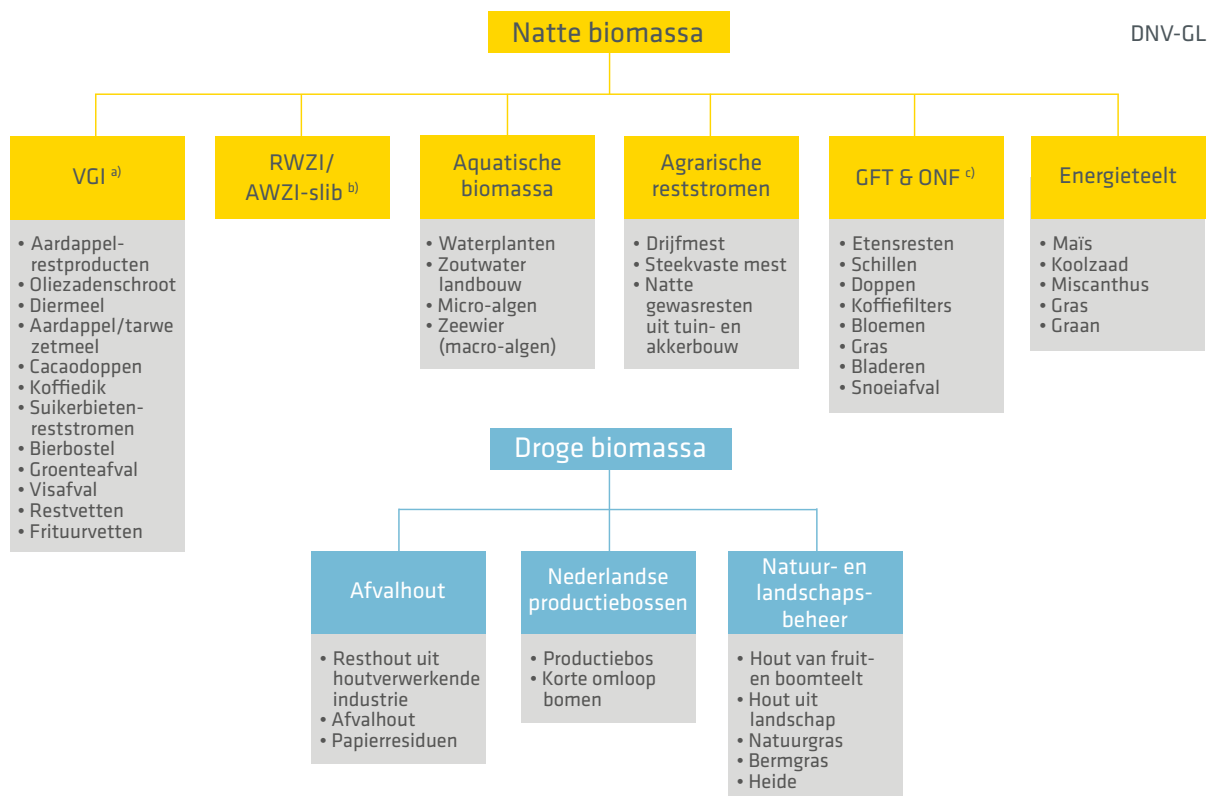 Natte biomassa
DNV-GL
VGI a)
RWZI/
AWZI-slib b)
Aquatische
biomassa
Agrarische
reststromen
GFT & ONF c)
Energieteelt
• Aardappel-
restproducten
• Oliezadenschroot
• Diermeel
• Aardappel/tarwe
zetmeel
• Cacaodoppen
• Koffiedik
• Suikerbieten-
reststromen
• Bierbostel
• Groenteafval
• Visafval
• Restvetten
• Frituurvetten
• Waterplanten
• Zoutwater
landbouw
• Micro-algen
• Zeewier
(macro-algen)
• Drijfmest
• Steekvaste mest
• Natte
gewasresten
uit tuin- en
akkerbouw
• Etensresten
• Schillen
• Doppen
• Koffiefilters
• Bloemen
• Gras
• Bladeren
• Snoeiafval
• Maïs
• Koolzaad
• Miscanthus
• Gras
• Graan
Droge biomassa
Afvalhout
Nederlandse
productiebossen
Natuur- en
landschaps-
beheer
• Resthout uit
houtverwerkende
industrie
• Afvalhout
• Papierresiduen
• Productiebos
• Korte omloop
bomen
• Hout van fruit-
en boomteelt
• Hout uit
landschap
• Natuurgras
• Bermgras
• Heide